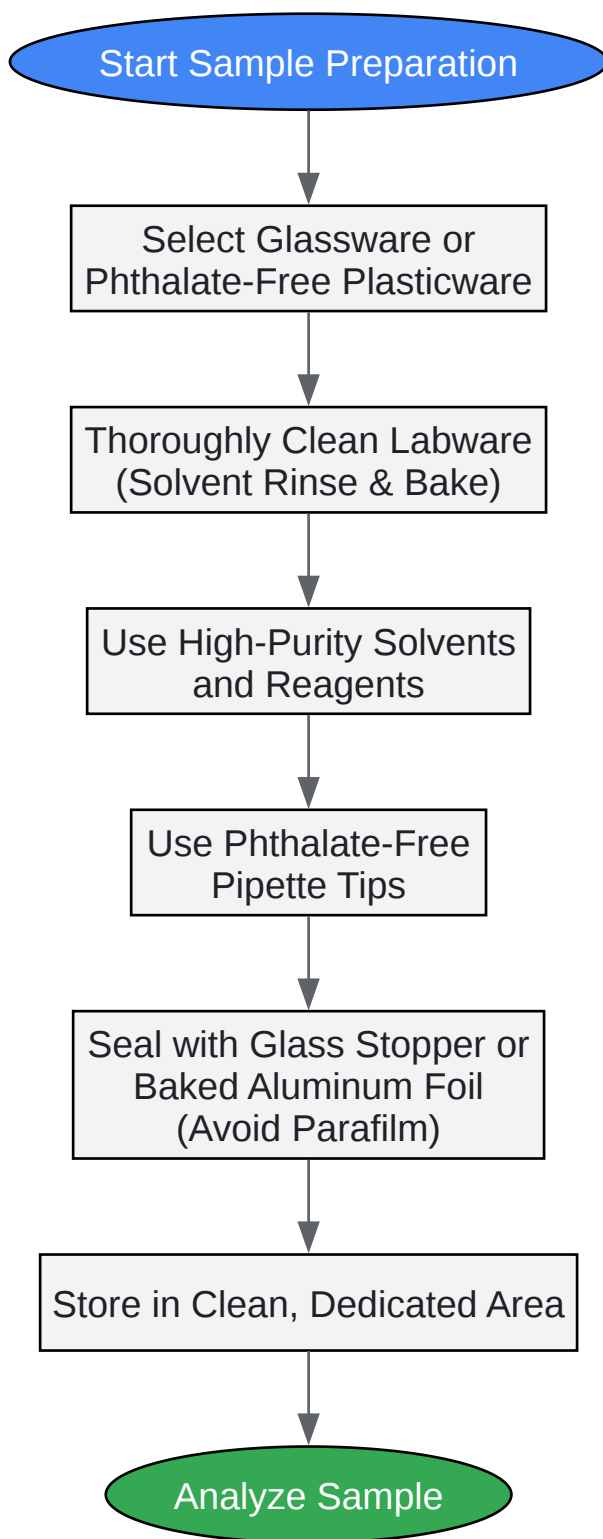 Start Sample Preparation
Select Glassware or
Phthalate-Free Plasticware
Thoroughly Clean Labware
(Solvent Rinse & Bake)
Use High-Purity Solvents
and Reagents
Use Phthalate-Free
Pipette Tips
Seal with Glass Stopper or
Baked Aluminum Foil
(Avoid Parafilm)
Store in Clean, Dedicated Area
Analyze Sample